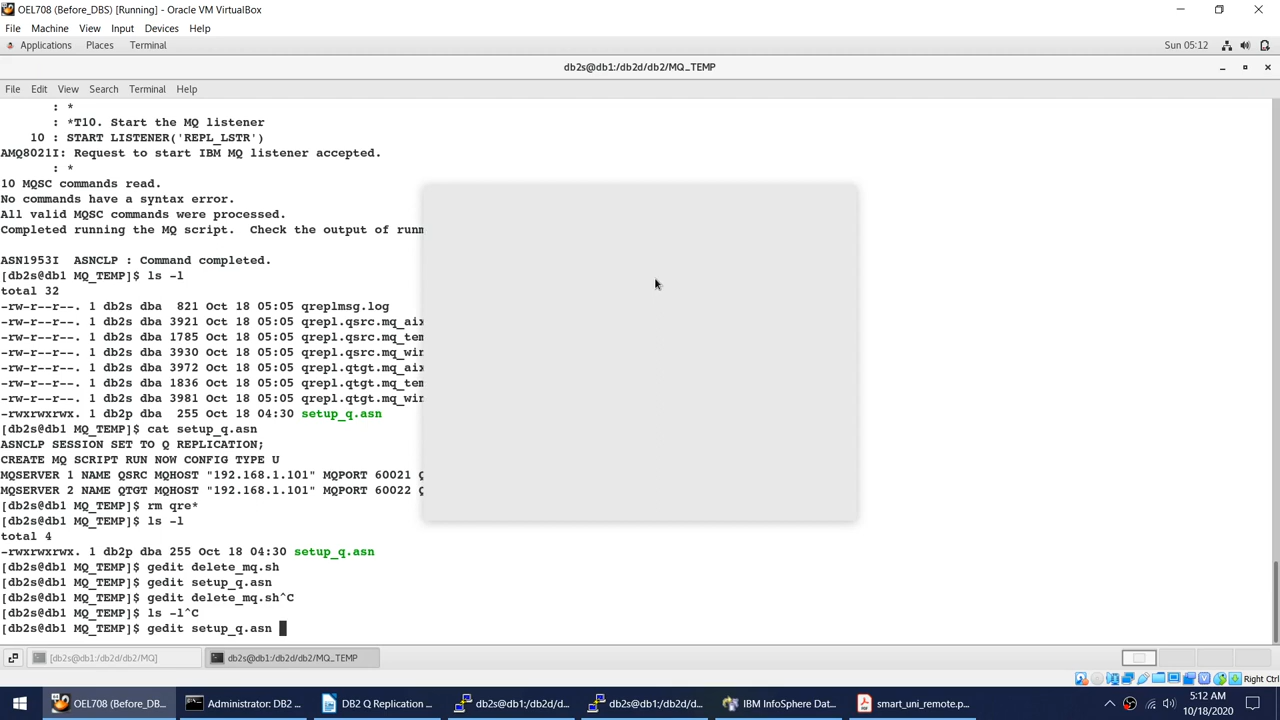 OEL708 (Before_DBS) [Running] - Oracle VM VirtualBox
File Machine View Input Devices Help
Applications Places Terminal Sun 05:12
db2s@db1:/db2d/db2/MQ_TEMP
File Edit View Search Terminal Help
: *
: *T10. Start the MQ listener
10 : START LISTENER('REPL_LSTR')
AMQ8021I: Request to start IBM MQ listener accepted.
: *
10 MQSC commands read.
No commands have a syntax error.
All valid MQSC commands were processed.
Completed running the MQ script. Check the output of runm
ASN1953I ASNCLP : Command completed.
[db2s@db1 MQ_TEMP]$ ls -l
total 32
-rw-r--r--. 1 db2s dba 821 Oct 18 05:05 qreplmsg.log
-rw-r--r--. 1 db2s dba 3921 Oct 18 05:05 qrepl.qsrc.mq_aix
-rw-r--r--. 1 db2s dba 1785 Oct 18 05:05 qrepl.qsrc.mq_tem
-rw-r--r--. 1 db2s dba 3930 Oct 18 05:05 qrepl.qsrc.mq_win
-rw-r--r--. 1 db2s dba 3972 Oct 18 05:05 qrepl.qtgt.mq_aix
-rw-r--r--. 1 db2s dba 1836 Oct 18 05:05 qrepl.qtgt.mq_tem
-rw-r--r--. 1 db2s dba 3981 Oct 18 05:05 qrepl.qtgt.mq_win
-rwxrwxrwx. 1 db2p dba 255 Oct 18 04:30 setup_q.asn
[db2s@db1 MQ_TEMP]$ cat setup_q.asn
ASNCLP SESSION SET TO Q REPLICATION;
CREATE MQ SCRIPT RUN NOW CONFIG TYPE U
MQSERVER 1 NAME QSRC MQHOST "192.168.1.101" MQPORT 60021 Q
MQSERVER 2 NAME QTGT MQHOST "192.168.1.101" MQPORT 60022 Q
[db2s@db1 MQ_TEMP]$ rm qre*
[db2s@db1 MQ_TEMP]$ ls -l
total 4
-rwxrwxrwx. 1 db2p dba 255 Oct 18 04:30 setup_q.asn
[db2s@db1 MQ_TEMP]$ gedit delete_mq.sh
[db2s@db1 MQ_TEMP]$ gedit setup_q.asn
[db2s@db1 MQ_TEMP]$ gedit delete_mq.sh^C
[db2s@db1 MQ_TEMP]$ ls -l^C
[db2s@db1 MQ_TEMP]$ gedit setup_q.asn
[db2s@db1:/db2d/db2/MQ] db2s@db1:/db2d/db2/MQ_TEMP
Right Ctrl
OEL708 (Before_DB... Administrator: DB2 ... DB2 Q Replication ... db2s@db1:/db2d/d... db2s@db1:/db2d/d... IBM InfoSphere Dat... smart_uni_remote.p... 5:12 AM
10/18/2020